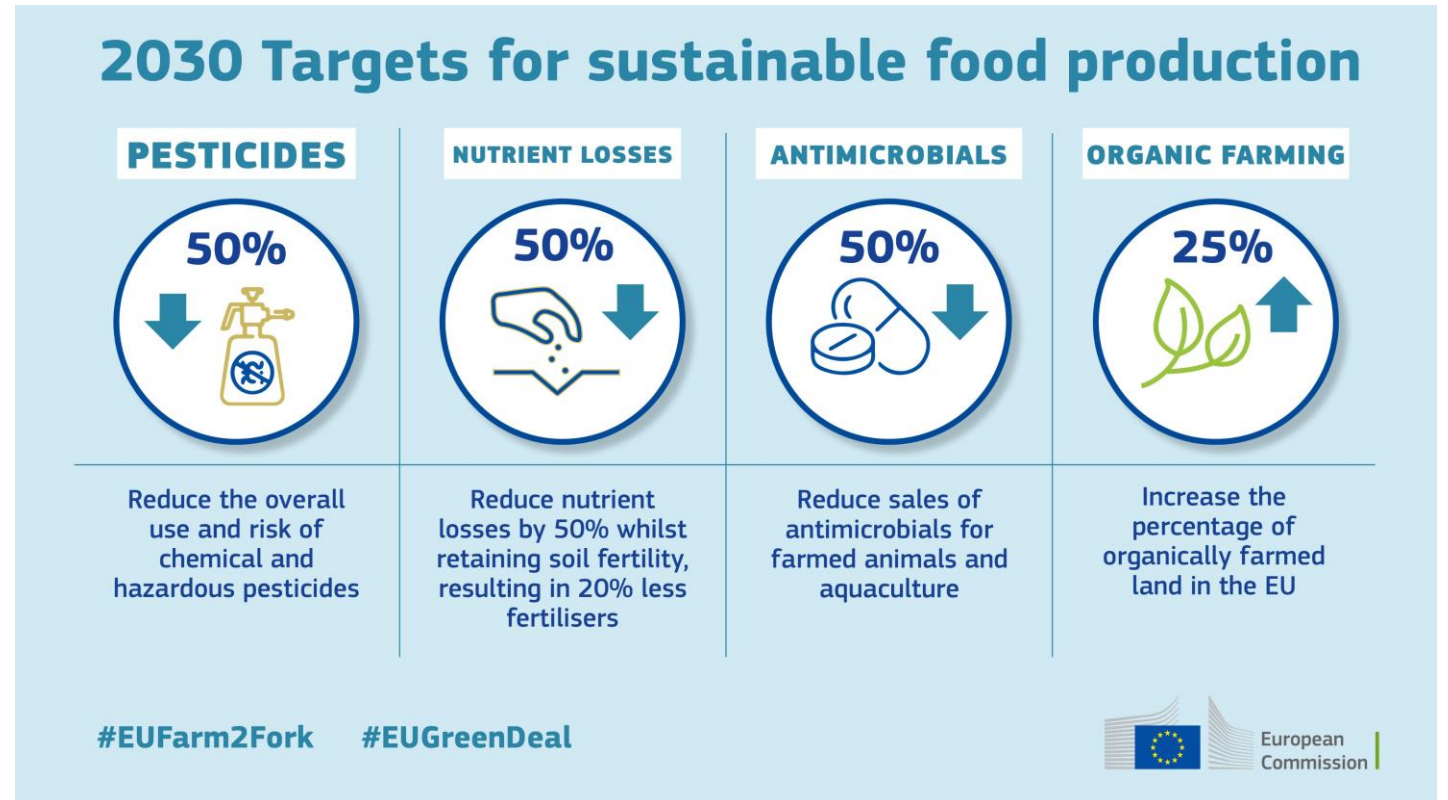 2030 Targets for sustainable food production
PESTICIDES
50%
Reduce the overall
use and risk of
chemical and
hazardous pesticides
NUTRIENT LOSSES
50%
Reduce nutrient
losses by 50% whilst
retaining soil fertility,
resulting in 20% less
fertilisers
ANTIMICROBIALS
50%
Reduce sales of
antimicrobials for
farmed animals and
aquaculture
ORGANIC FARMING
25%
Increase the
percentage of
organically farmed
land in the EU
#EUFarm2Fork #EUGreenDeal
European
Commission